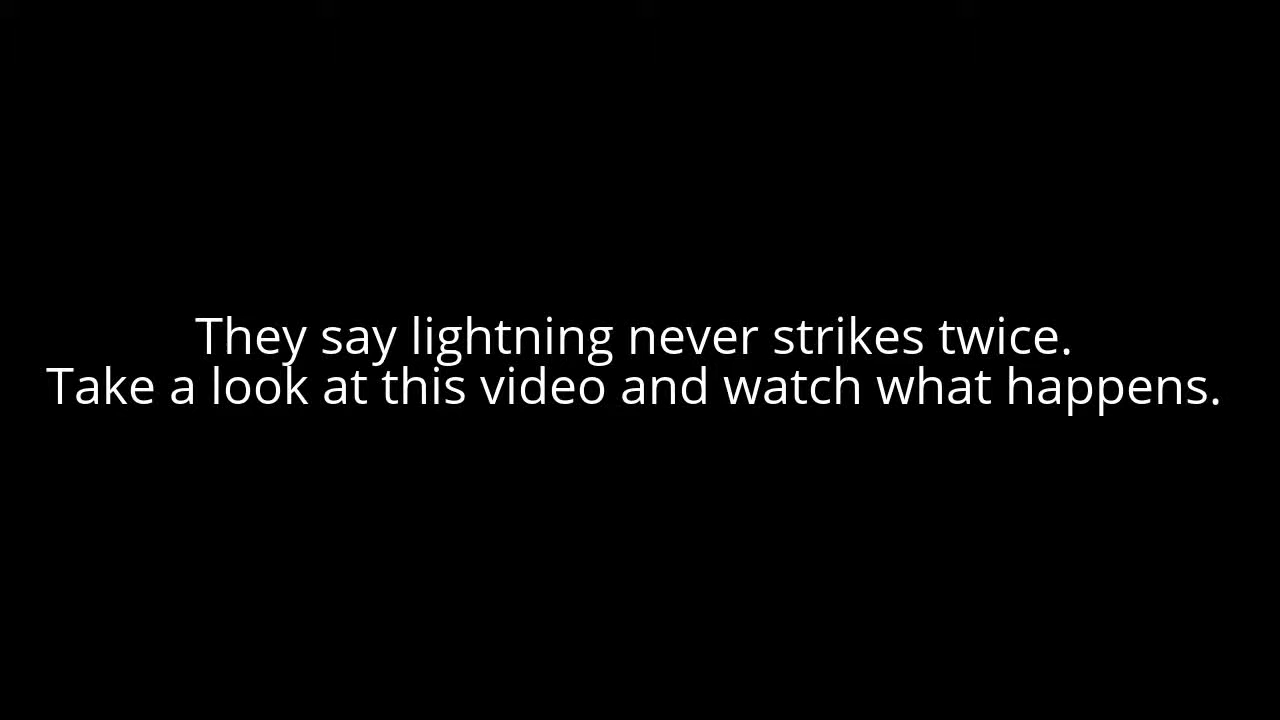 They say lightning never strikes twice.
Take a look at this video and watch what happens.